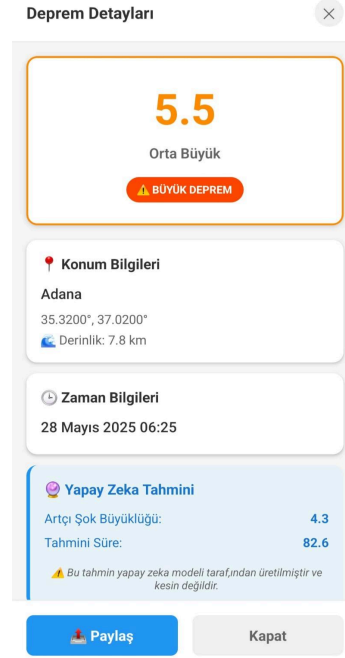 Deprem Detayları
5.5
Orta Büyük
⚠️ BÜYÜK DEPREM
📍 Konum Bilgileri
Adana
35.3200°, 37.0200°
🌊 Derinlik: 7.8 km
🕒 Zaman Bilgileri
28 Mayıs 2025 06:25
🔮 Yapay Zeka Tahmini
Artçı Şok Büyüklüğü: 4.3
Tahmini Süre: 82.6
⚠️ Bu tahmin yapay zeka modeli taraf,ından üretilmiştir ve
kesin değildir.
📤 Paylaş
Kapat